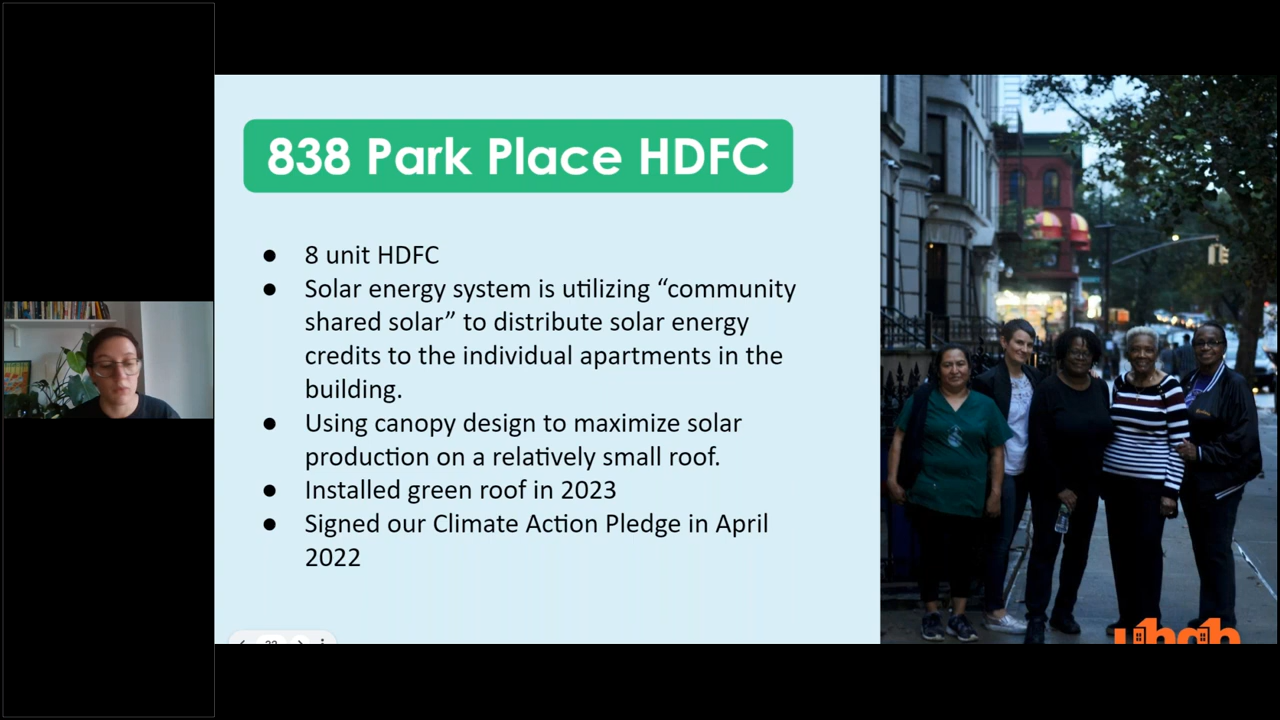 838 Park Place HDFC
● 8 unit HDFC
● Solar energy system is utilizing “community
shared solar” to distribute solar energy
credits to the individual apartments in the
building.
● Using canopy design to maximize solar
production on a relatively small roof.
● Installed green roof in 2023
● Signed our Climate Action Pledge in April
2022
uhab